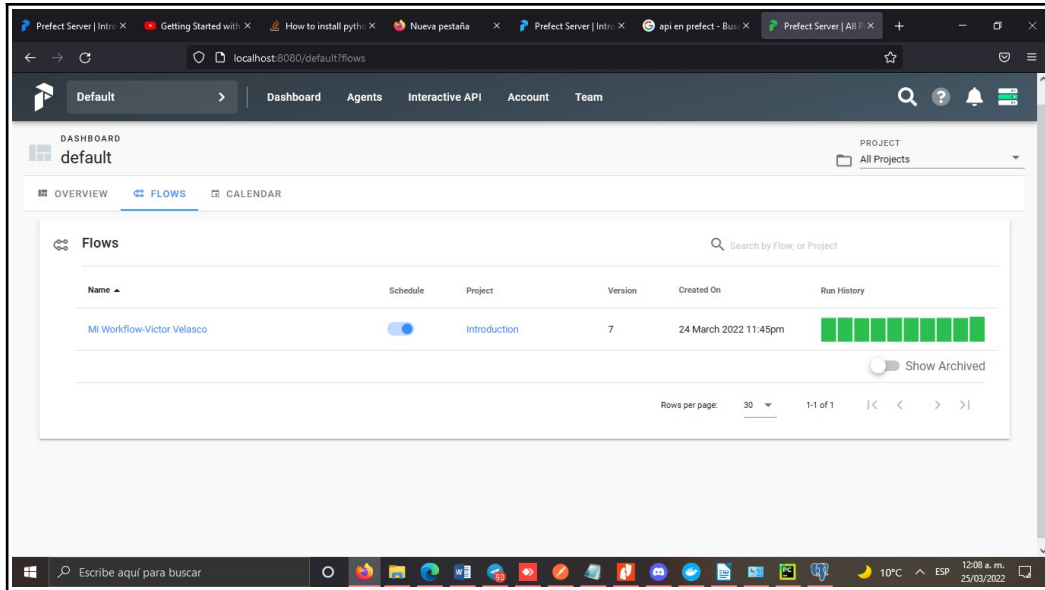 Prefect Server | Intro
Getting Started with
How to install pytho
Nueva pestaña
Prefect Server | Intro
api en prefect - Busc
Prefect Server | All P
localhost:8080/default?flows
Default
Dashboard
Agents
Interactive API
Account
Team
DASHBOARD
default
PROJECT
All Projects
OVERVIEW
FLOWS
CALENDAR
Flows
Search by Flow, or Project
Name
Schedule
Project
Version
Created On
Run History
Mi Workflow-Victor Velasco
Introduction
7
24 March 2022 11:45pm
Show Archived
Rows per page:
30
1-1 of 1
Escribe aquí para buscar
90
10°C
ESP
12:08 a. m.
25/03/2022